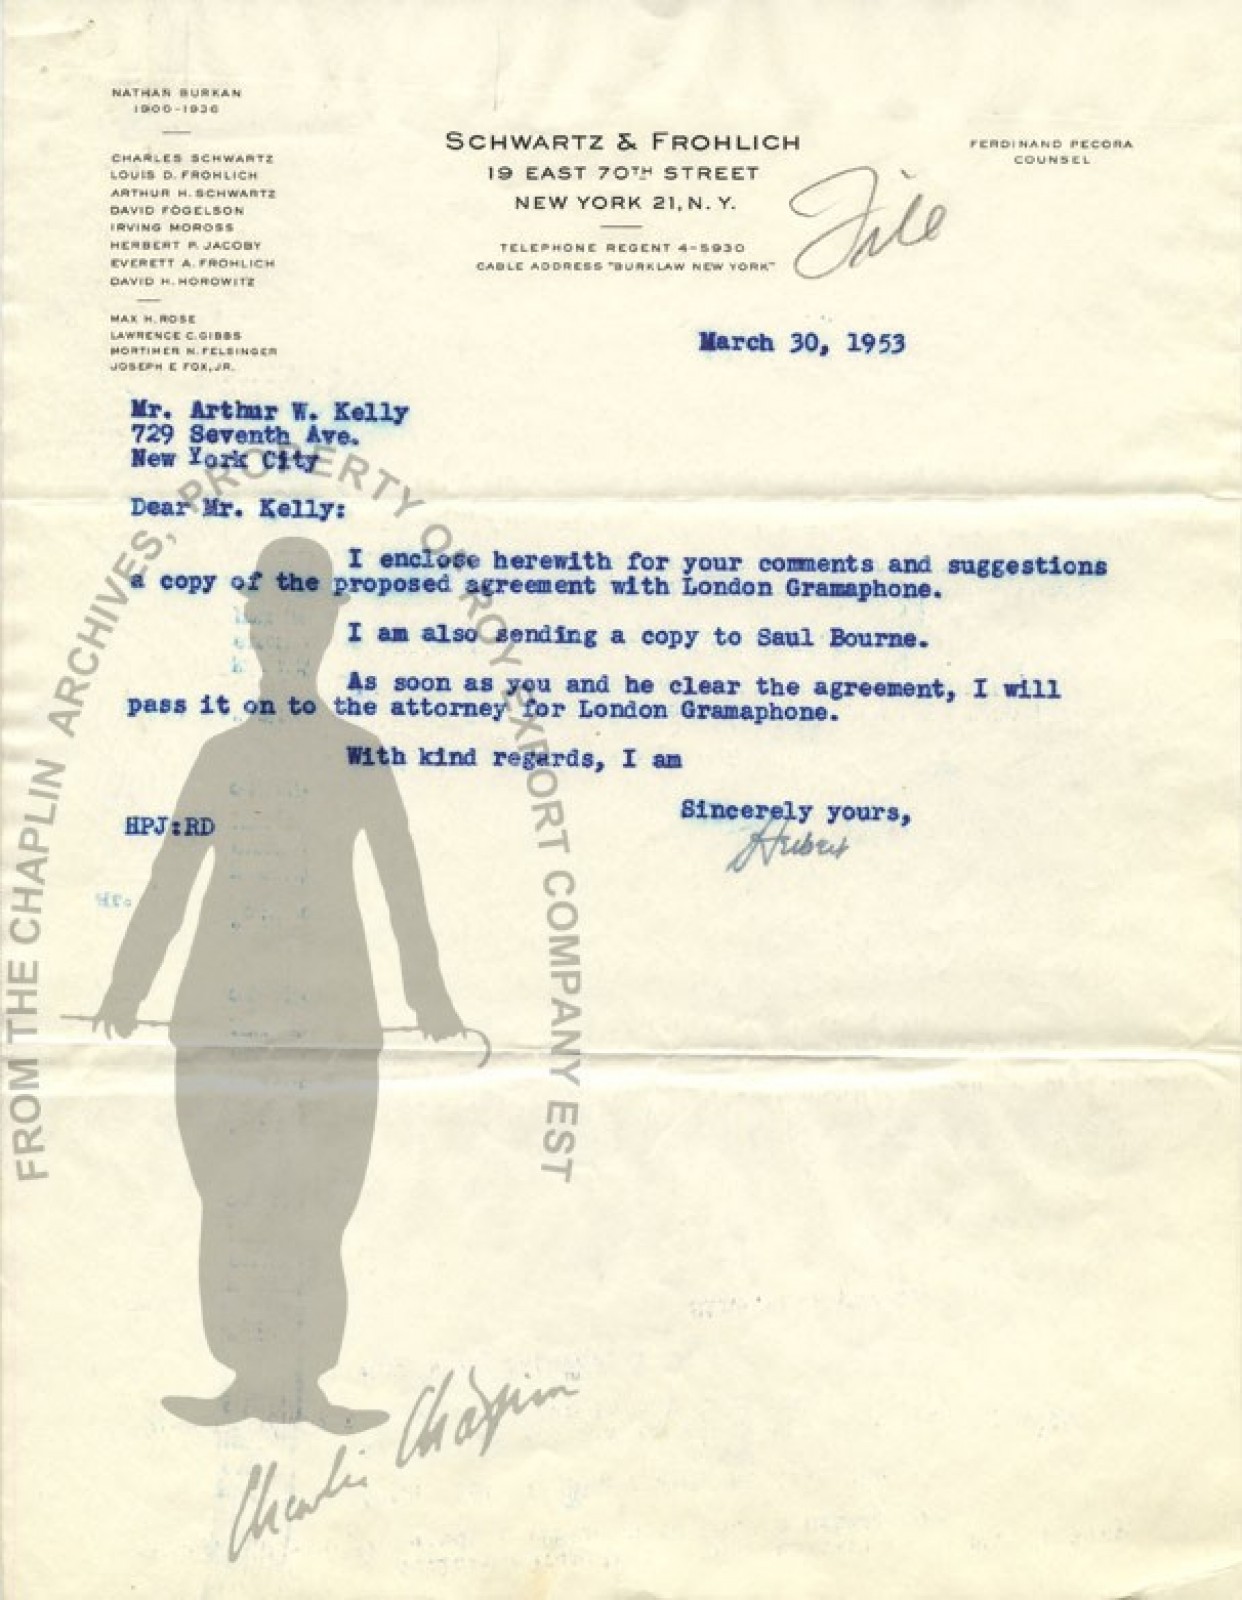 NATHAN BURKAN
1900-1936
CHARLES SCHWARTZ
LOUIS D. FROHLICH
ARTHUR H. SCHWARTZ
DAVID FOGELSON
IRVING MOROSS
HERBERT P. JACOBY
EVERETT A. FROHLICH
DAVID H. HOROWITZ
MAX H. ROSE
LAWRENCE C. GIBBS
MORTIMER N. FELSINGER
JOSEPH E FOX, JR.
SCHWARTZ & FROHLICH
19 EAST 70TH STREET
NEW YORK 21, N. Y.
TELEPHONE REGENT 4-5930
CABLE ADDRESS "BURKLAW NEW YORK"
FERDINAND PECORA
COUNSEL
File
March 30, 1953
Mr. Arthur W. Kelly
729 Seventh Ave.
New York City
Dear Mr. Kelly:
I enclose herewith for your comments and suggestions
a copy of the proposed agreement with London Gramaphone.
I am also sending a copy to Saul Bourne.
As soon as you and he clear the agreement, I will
pass it on to the attorney for London Gramaphone.
With kind regards, I am
Sincerely yours,
HPJ:RD
FROM THE CHAPLIN ARCHIVES, PROPERTY OF ROY EXPORT COMPANY EST
Charlie Chaplin